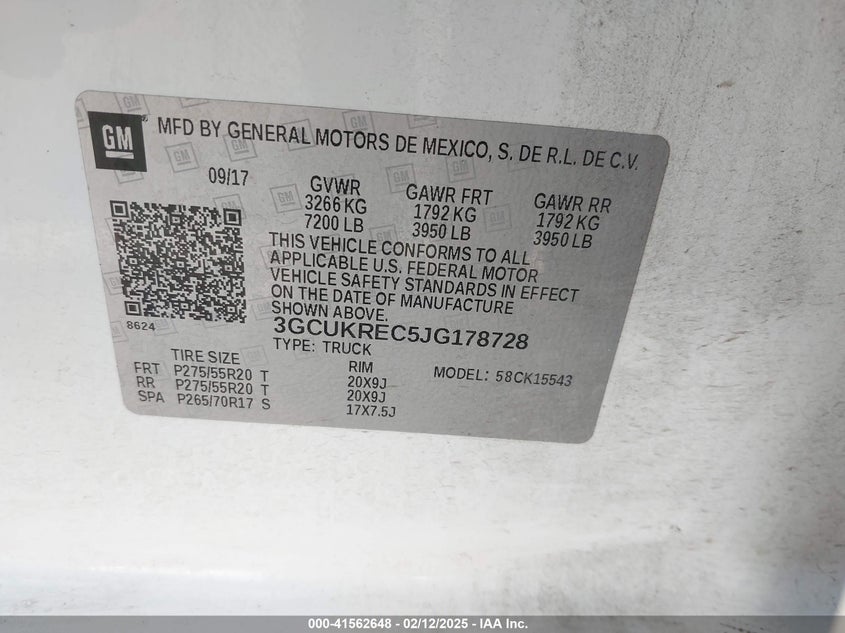 GM
MFD BY GENERAL MOTORS DE MEXICO, S. DE R.L. DE C.V.
09/17
GVWR
3266 KG
7200 LB
GAWR FRT
1792 KG
3950 LB
GAWR RR
1792 KG
3950 LB
THIS VEHICLE CONFORMS TO ALL
APPLICABLE U.S. FEDERAL MOTOR
VEHICLE SAFETY STANDARDS IN EFFECT
ON THE DATE OF MANUFACTURE
SHOWN ABOVE.
8624
3GCUKREC5JG178728
TYPE: TRUCK
TIRE SIZE RIM MODEL: 58CK15543
FRT P275/55R20 T 20X9J
RR P275/55R20 T 20X9J
SPA P265/70R17 S 17X7.5J
000-41562648 - 02/12/2025 - IAA Inc.